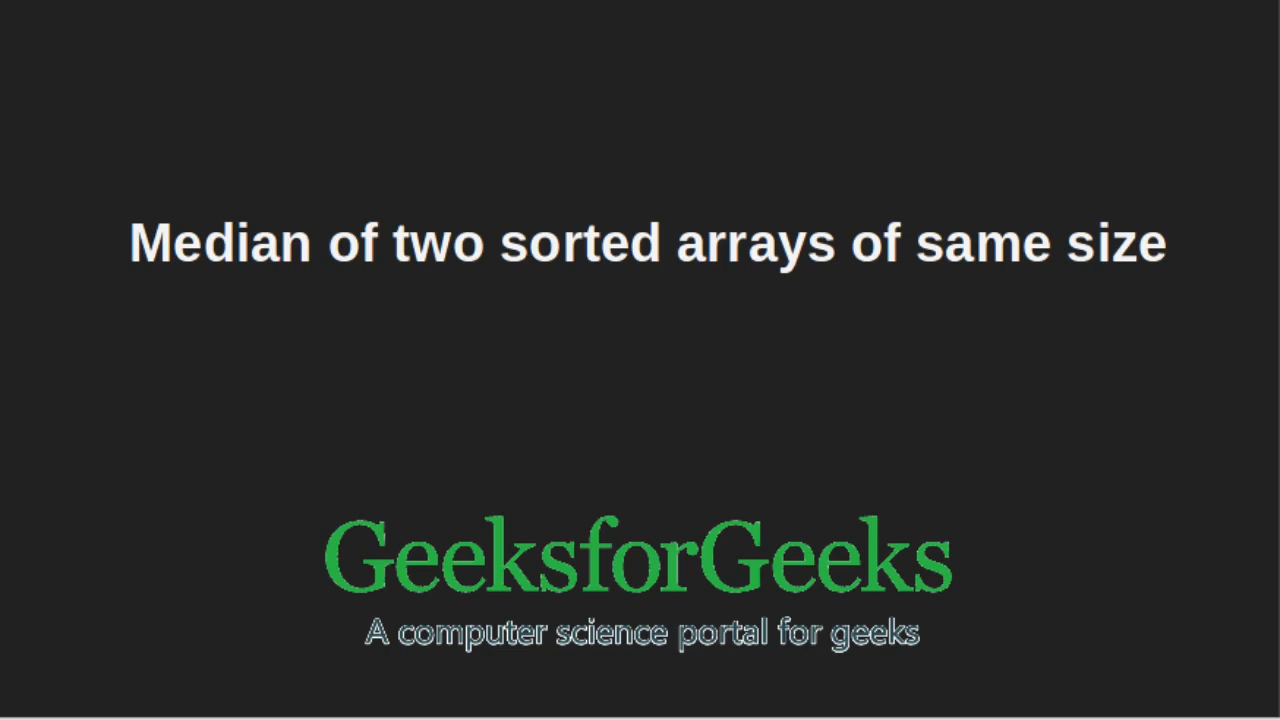 Median of two sorted arrays of same size
GeeksforGeeks
A computer science portal for geeks